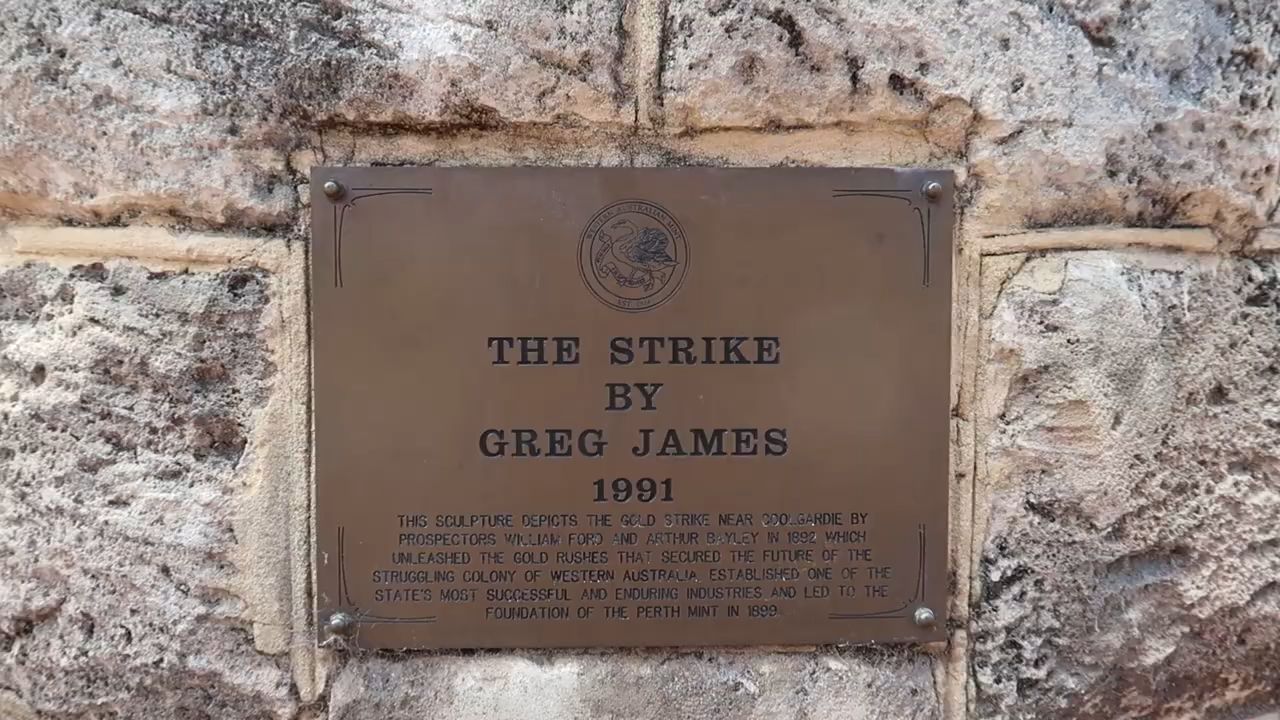 WESTERN AUSTRALIAN MINT
THE STRIKE
BY
GREG JAMES
1991
THIS SCULPTURE DEPICTS THE GOLD STRIKE NEAR COOLGARDIE BY
PROSPECTORS WILLIAM FORD AND ARTHUR BAYLEY IN 1892 WHICH
UNLEASHED THE GOLD RUSHES THAT SECURED THE FUTURE OF THE
STRUGGLING COLONY OF WESTERN AUSTRALIA, ESTABLISHED ONE OF THE
STATE'S MOST SUCCESSFUL AND ENDURING INDUSTRIES AND LED TO THE
FOUNDATION OF THE PERTH MINT IN 1899.